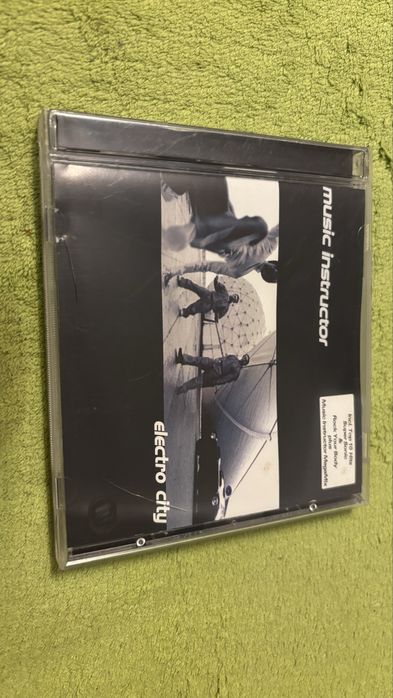 music instructor
electro city
Incl. Top 10 Hits
Super Sonic
&
Rock Your Body
plus
Music Instructor MegaMix